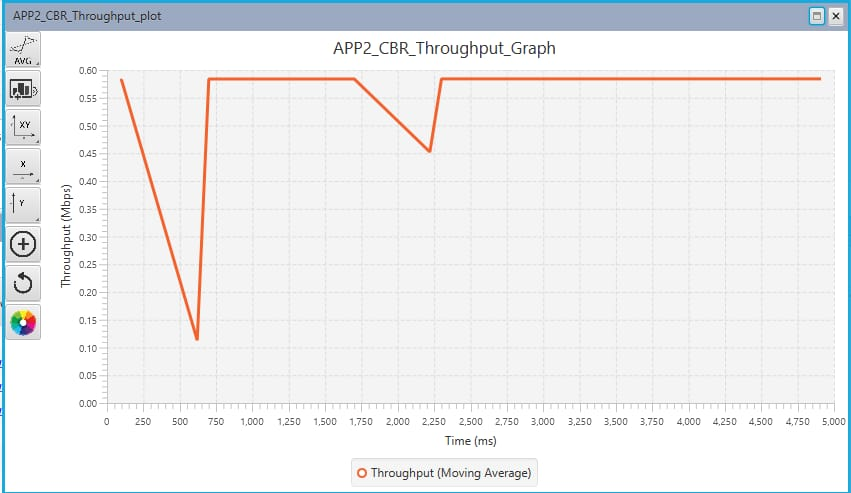 APP2_CBR_Throughput_plot
AVG
XY
X
Y
APP2_CBR_Throughput_Graph
Throughput (Mbps)
0.60
0.55
0.50
0.45
0.40
0.35
0.30
0.25
0.20
0.15
0.10
0.05
0.00
0 250 500 750 1,000 1,250 1,500 1,750 2,000 2,250 2,500 2,750 3,000 3,250 3,500 3,750 4,000 4,250 4,500 4,750 5,000
Time (ms)
Throughput (Moving Average)